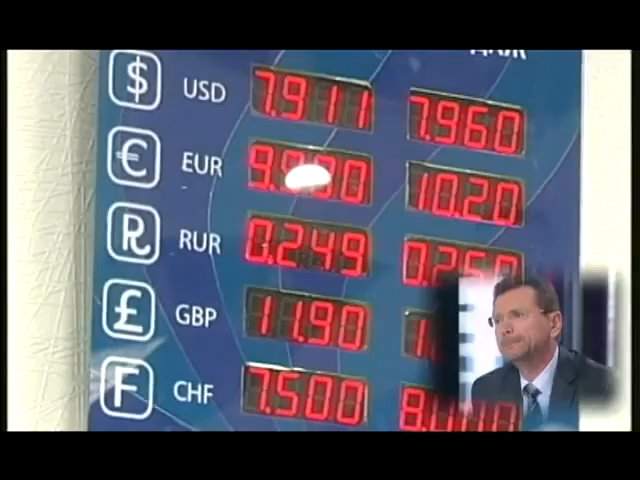 $ USD 7.911 7.960
€ EUR 10.20
R RUR 0.249
£ GBP 11.90
F CHF 7.500